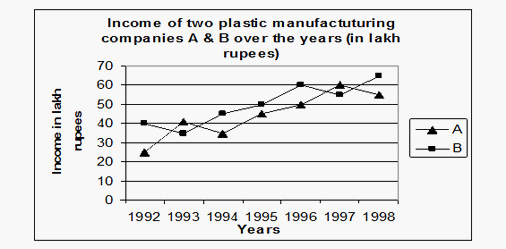 Income of two plastic manufactuturing
companies A & B over the years (in lakh
rupees)
Income in lakh
rupees
70
60
50
40
30
20
10
0
1992 1993 1994 1995 1996 1997 1998
Years
A
B